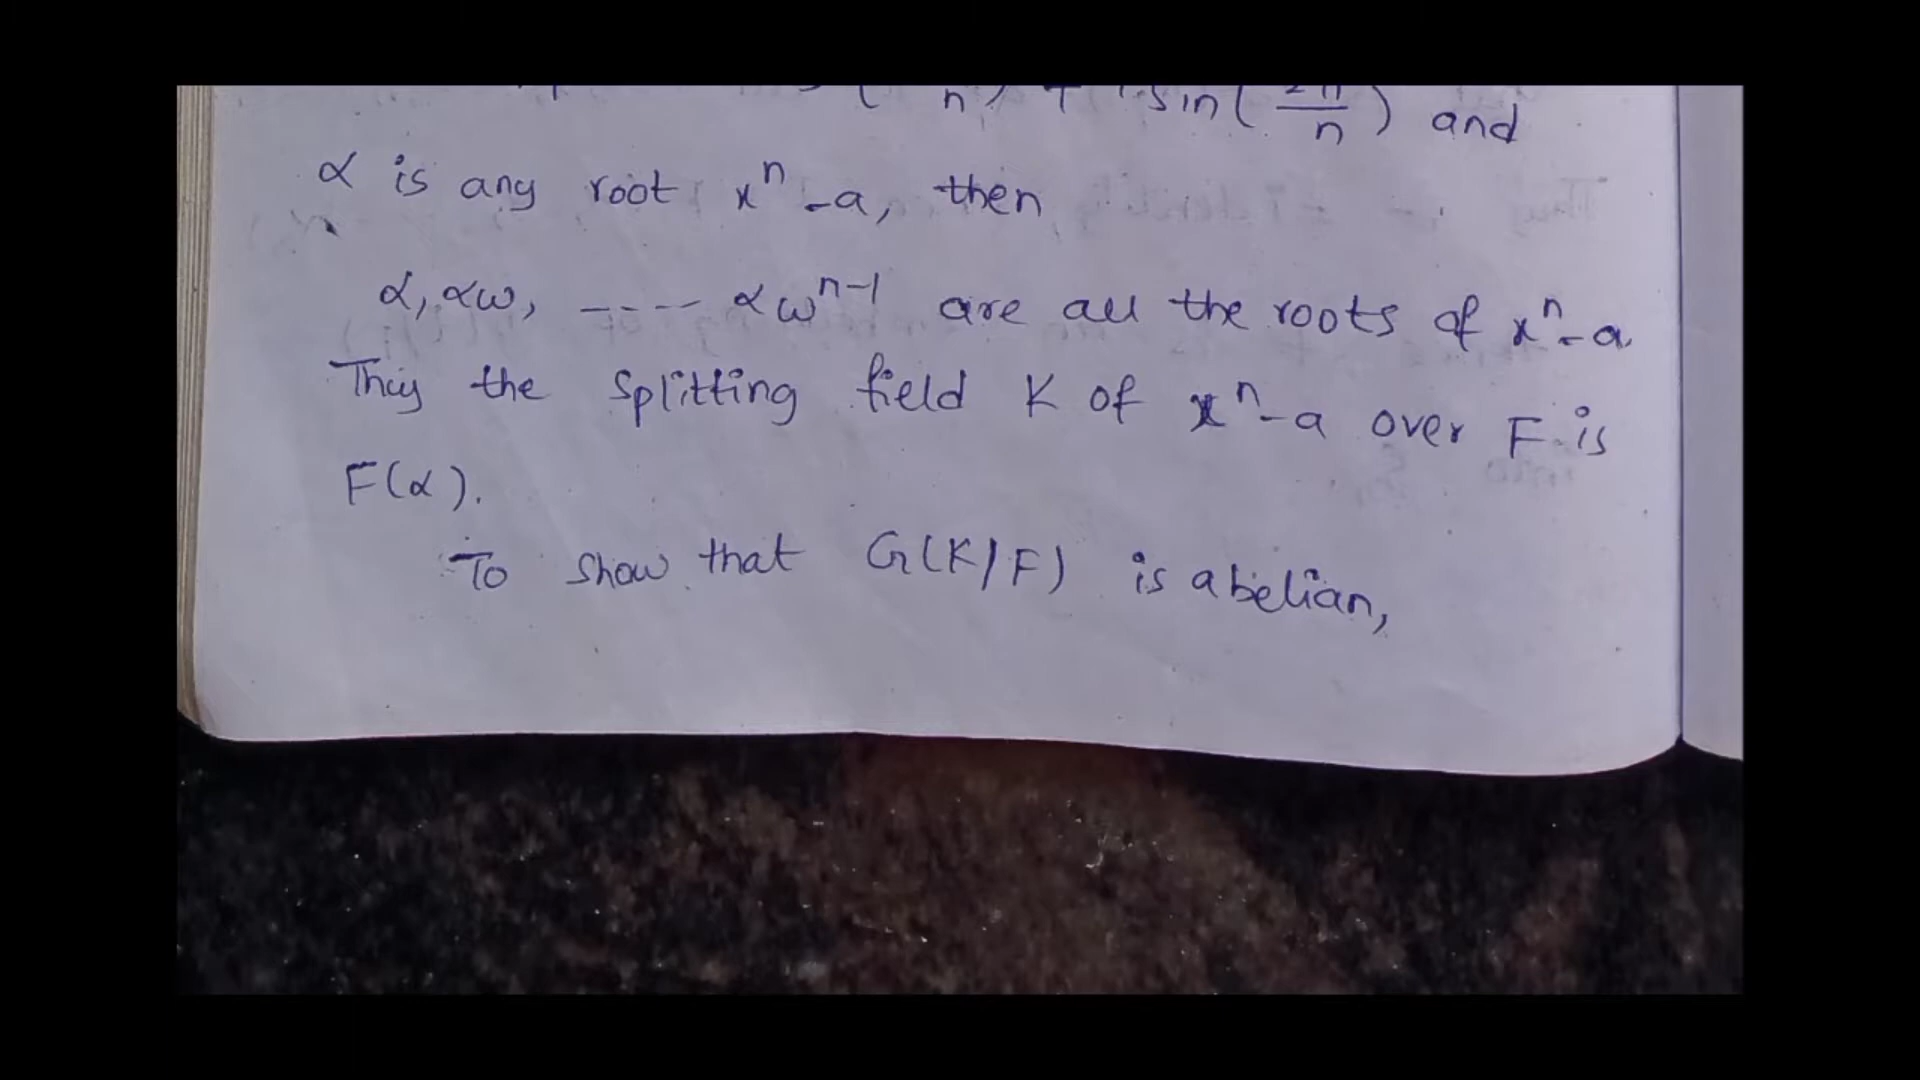 n) + i sin(2π/n) and
α is any root xⁿ-a, then
α, αω, ---- αωⁿ⁻¹ are all the roots of xⁿ-a.
Thus the splitting field K of xⁿ-a over F is
F(α).
To show that G(K/F) is abelian,